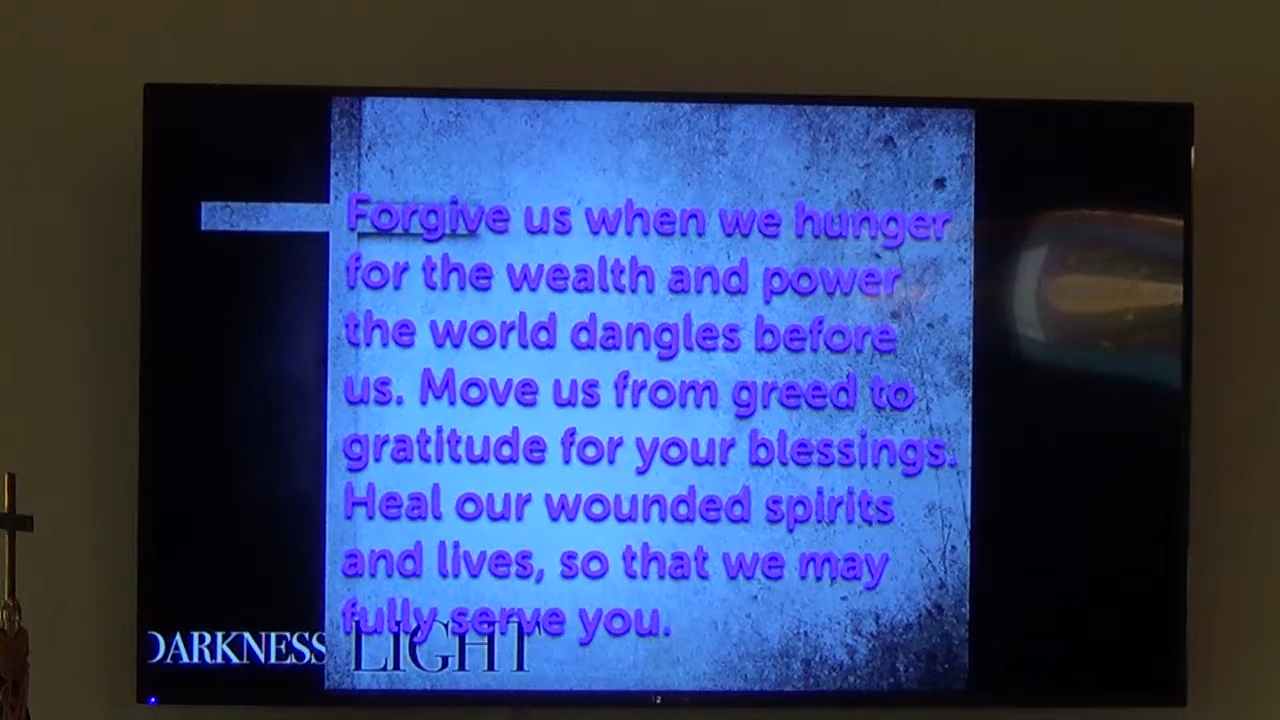 Forgive us when we hunger
for the wealth and power
the world dangles before
us. Move us from greed to
gratitude for your blessings.
Heal our wounded spirits
and lives, so that we may
fully serve you.
DARKNESS LIGHT